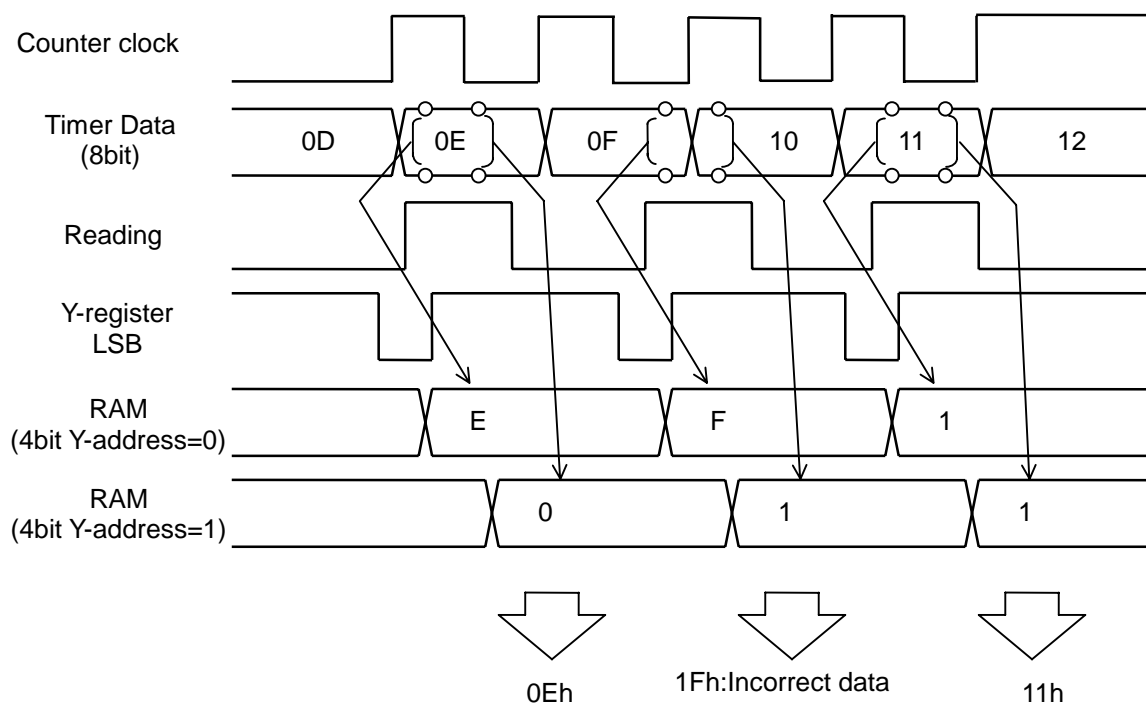 Counter clock
Timer Data
(8bit)
0D
0E
0F
10
11
12
Reading
Y-register
LSB
RAM
(4bit Y-address=0)
E
F
1
RAM
(4bit Y-address=1)
0
1
1
0Eh
1Fh:Incorrect data
11h